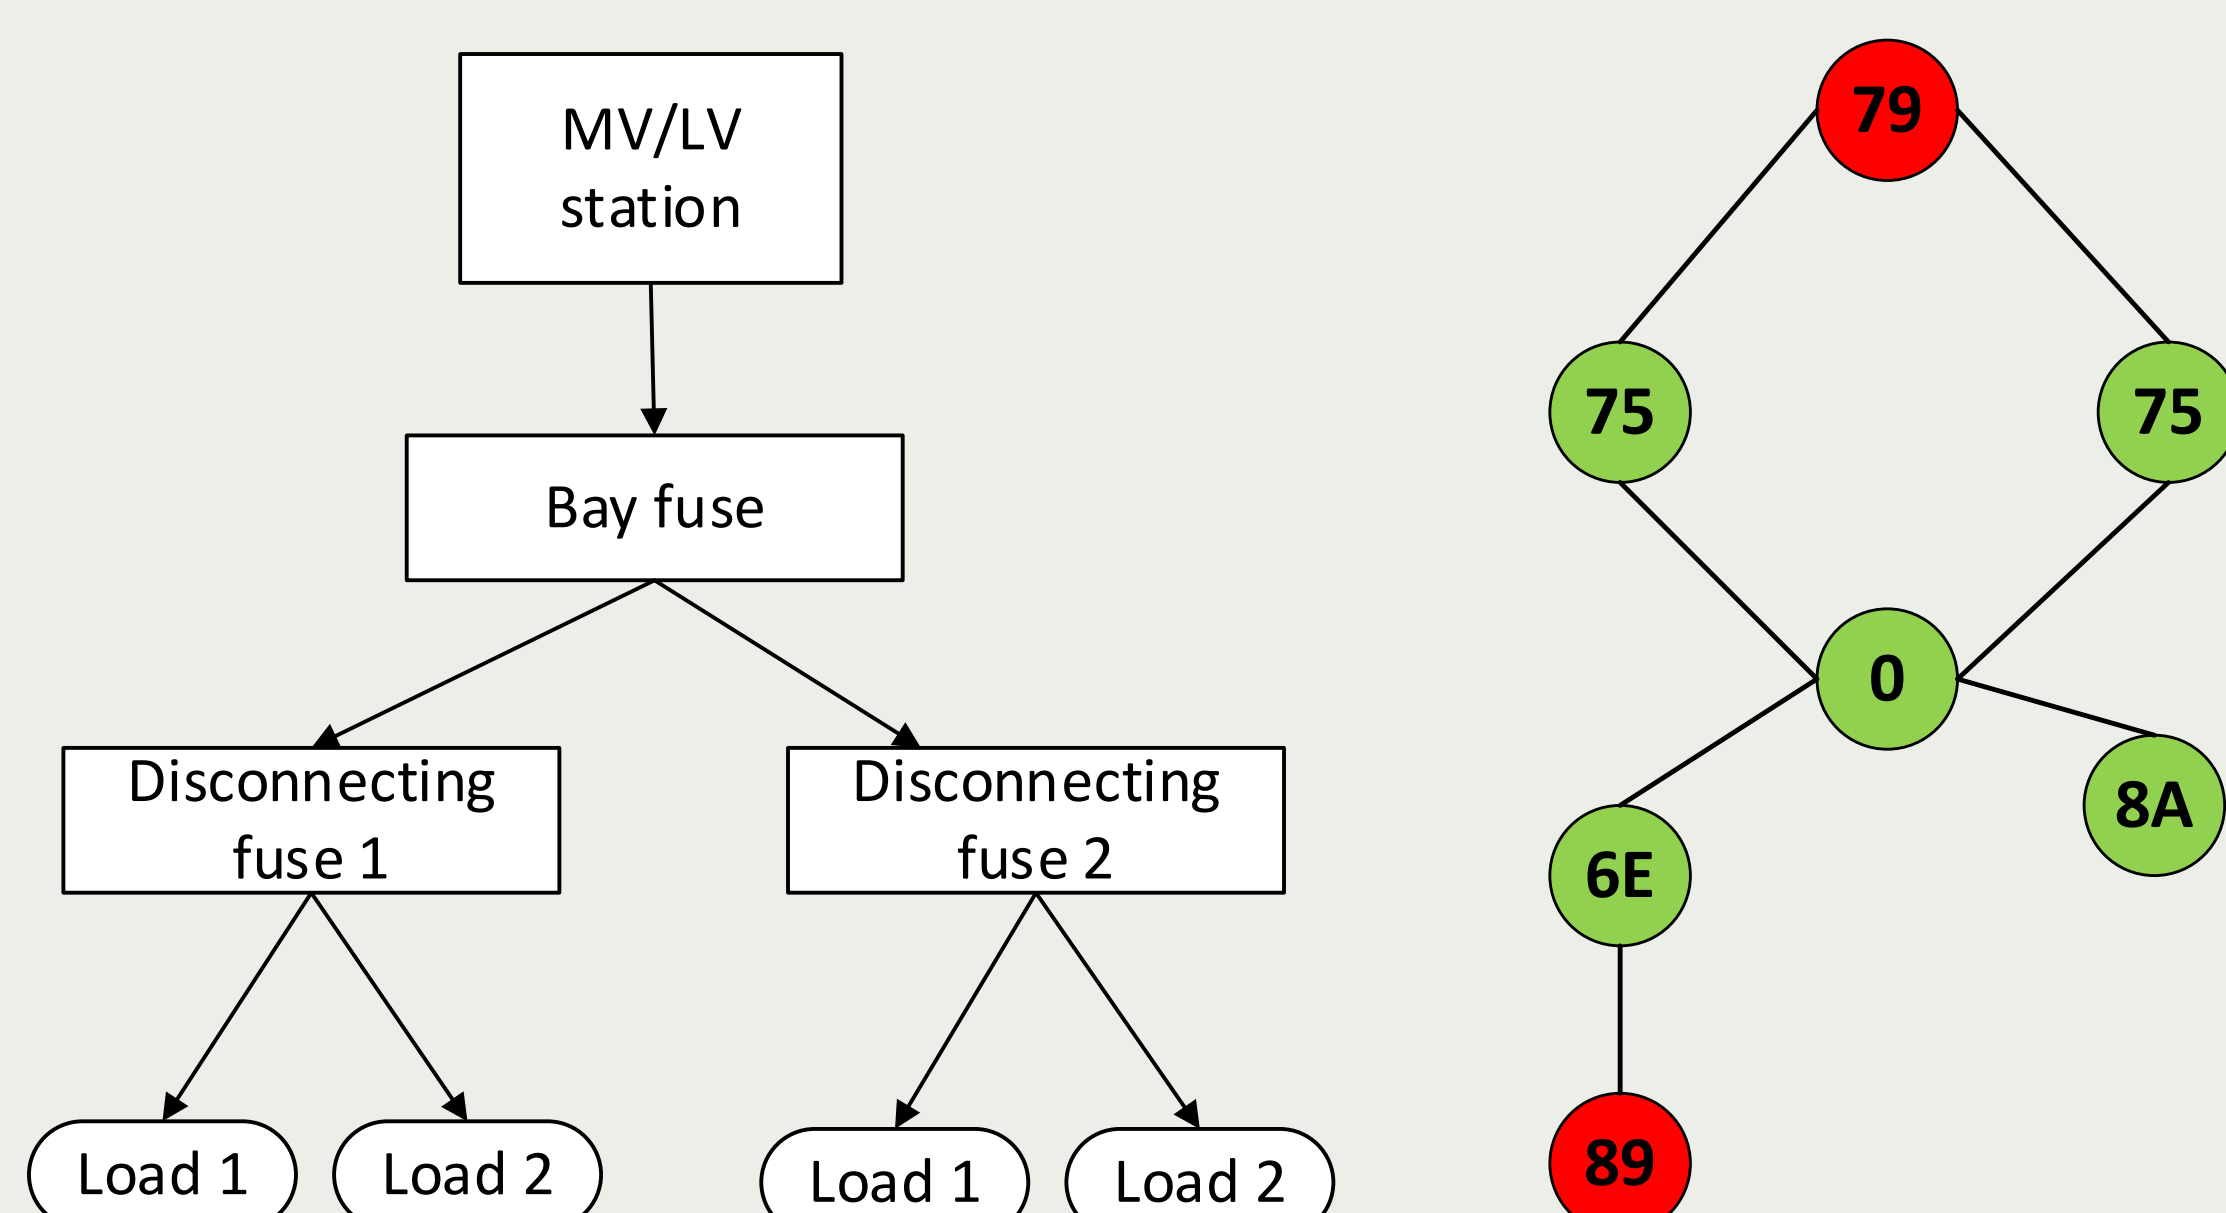 MV/LV
station
Bay fuse
Disconnecting
fuse 1
Disconnecting
fuse 2
Load 1
Load 2
Load 1
Load 2
79
75
75
0
6E
8A
89